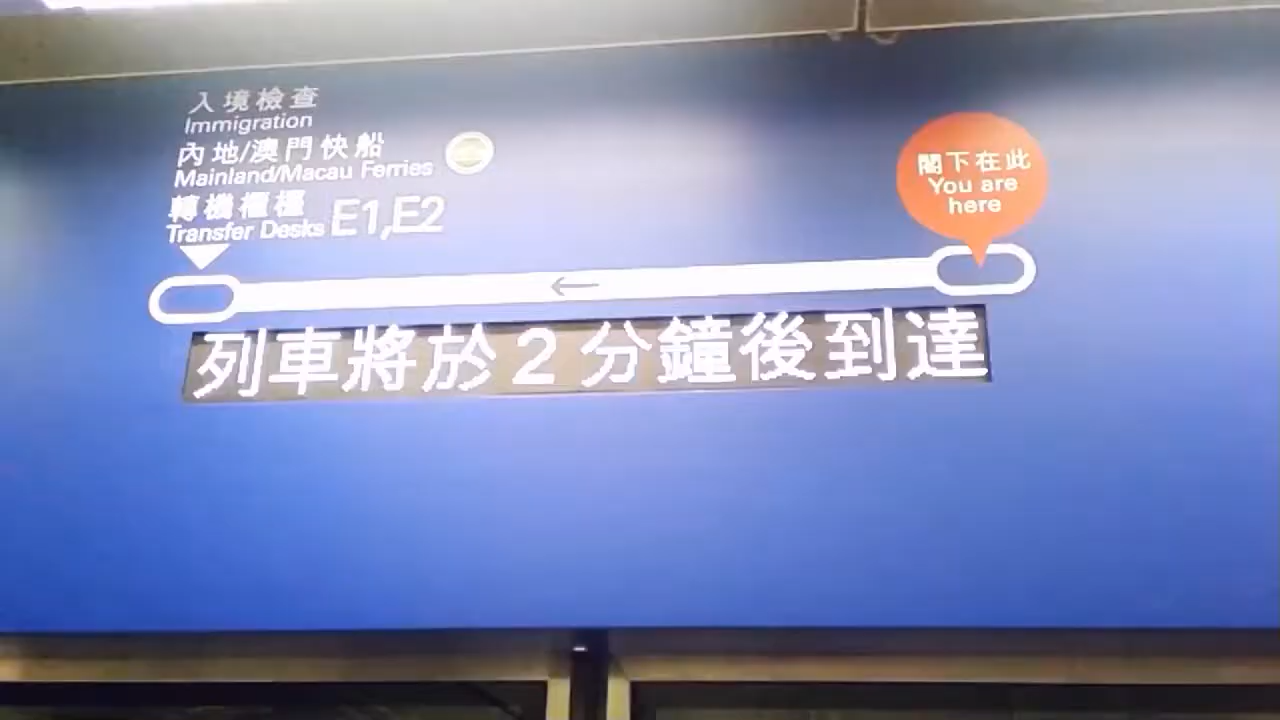 入境檢查
Immigration
內地/澳門快船
Mainland/Macau Ferries
轉機櫃檯
Transfer Desks E1,E2
閣下在此
You are
here
列車將於2分鐘後到達